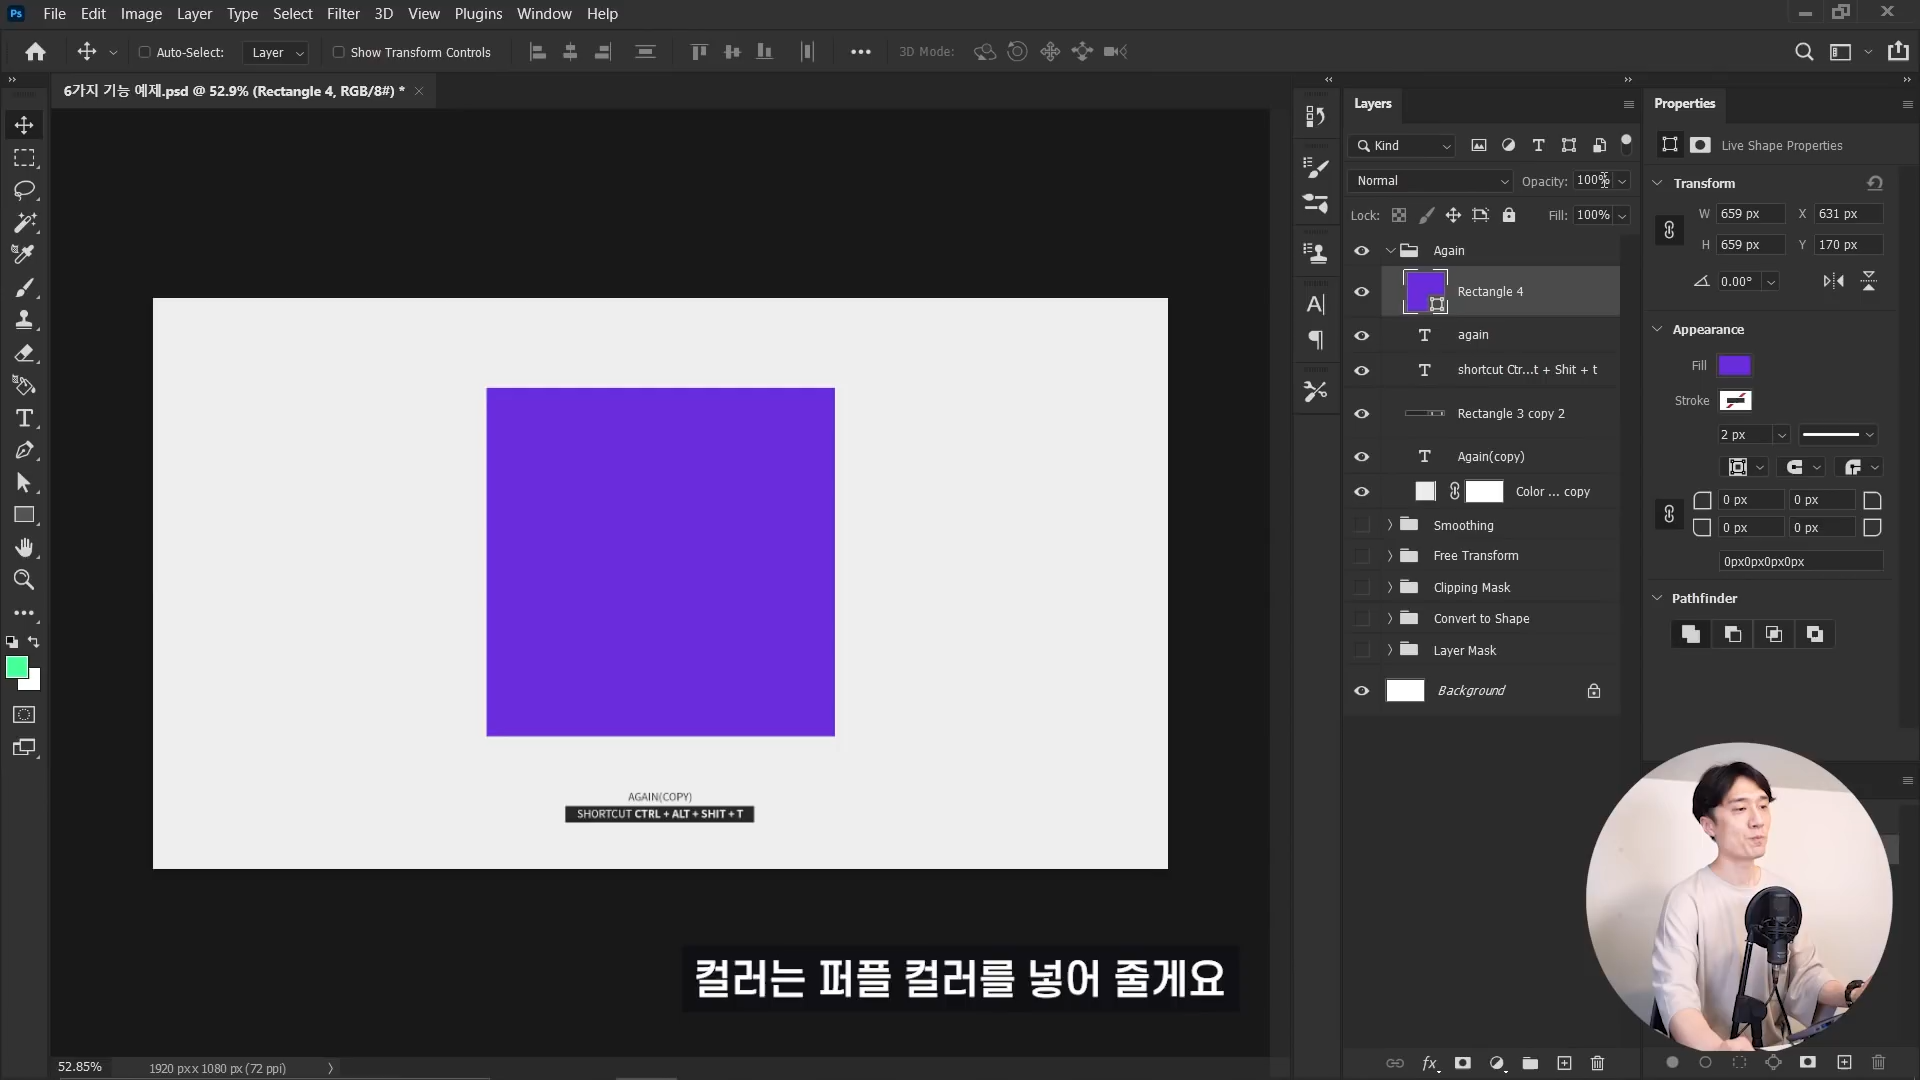 File Edit Image Layer Type Select Filter 3D View Plugins Window Help
Auto-Select: Layer Show Transform Controls 3D Mode:
6가지 기능 예제.psd @ 52.9% (Rectangle 4, RGB/8#) *
Layers
Kind
Normal Opacity: 100%
Lock: Fill: 100%
Again
Rectangle 4
again
shortcut Ctr...t + Shit + t
Rectangle 3 copy 2
Again(copy)
Color ... copy
Smoothing
Free Transform
Clipping Mask
Convert to Shape
Layer Mask
Background
Properties
Live Shape Properties
Transform
W 659 px X 631 px
H 659 px Y 170 px
0.00°
Appearance
Fill
Stroke
2 px
0 px 0 px
0 px 0 px
0px0px0px0px
Pathfinder
AGAIN(COPY)
SHORTCUT CTRL + ALT + SHIT + T
컬러는 퍼플 컬러를 넣어 줄게요
52.85% 1920 px x 1080 px (72 ppi)